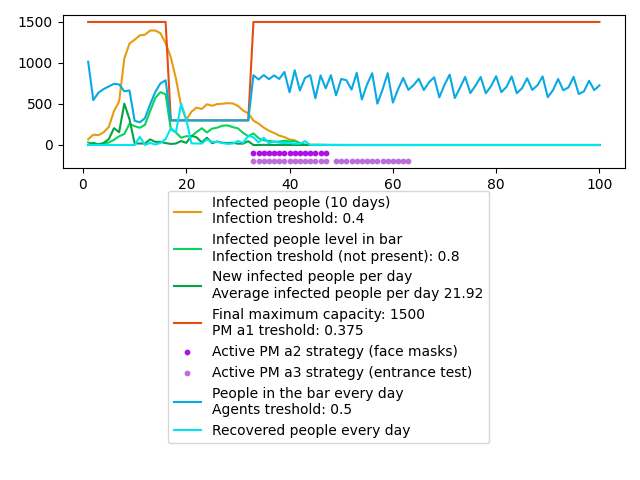 1500
1000
500
0
0
20
40
60
80
100
Infected people (10 days)
Infection treshold: 0.4
Infected people level in bar
Infection treshold (not present): 0.8
New infected people per day
Average infected people per day 21.92
Final maximum capacity: 1500
PM a1 treshold: 0.375
Active PM a2 strategy (face masks)
Active PM a3 strategy (entrance test)
People in the bar every day
Agents treshold: 0.5
Recovered people every day